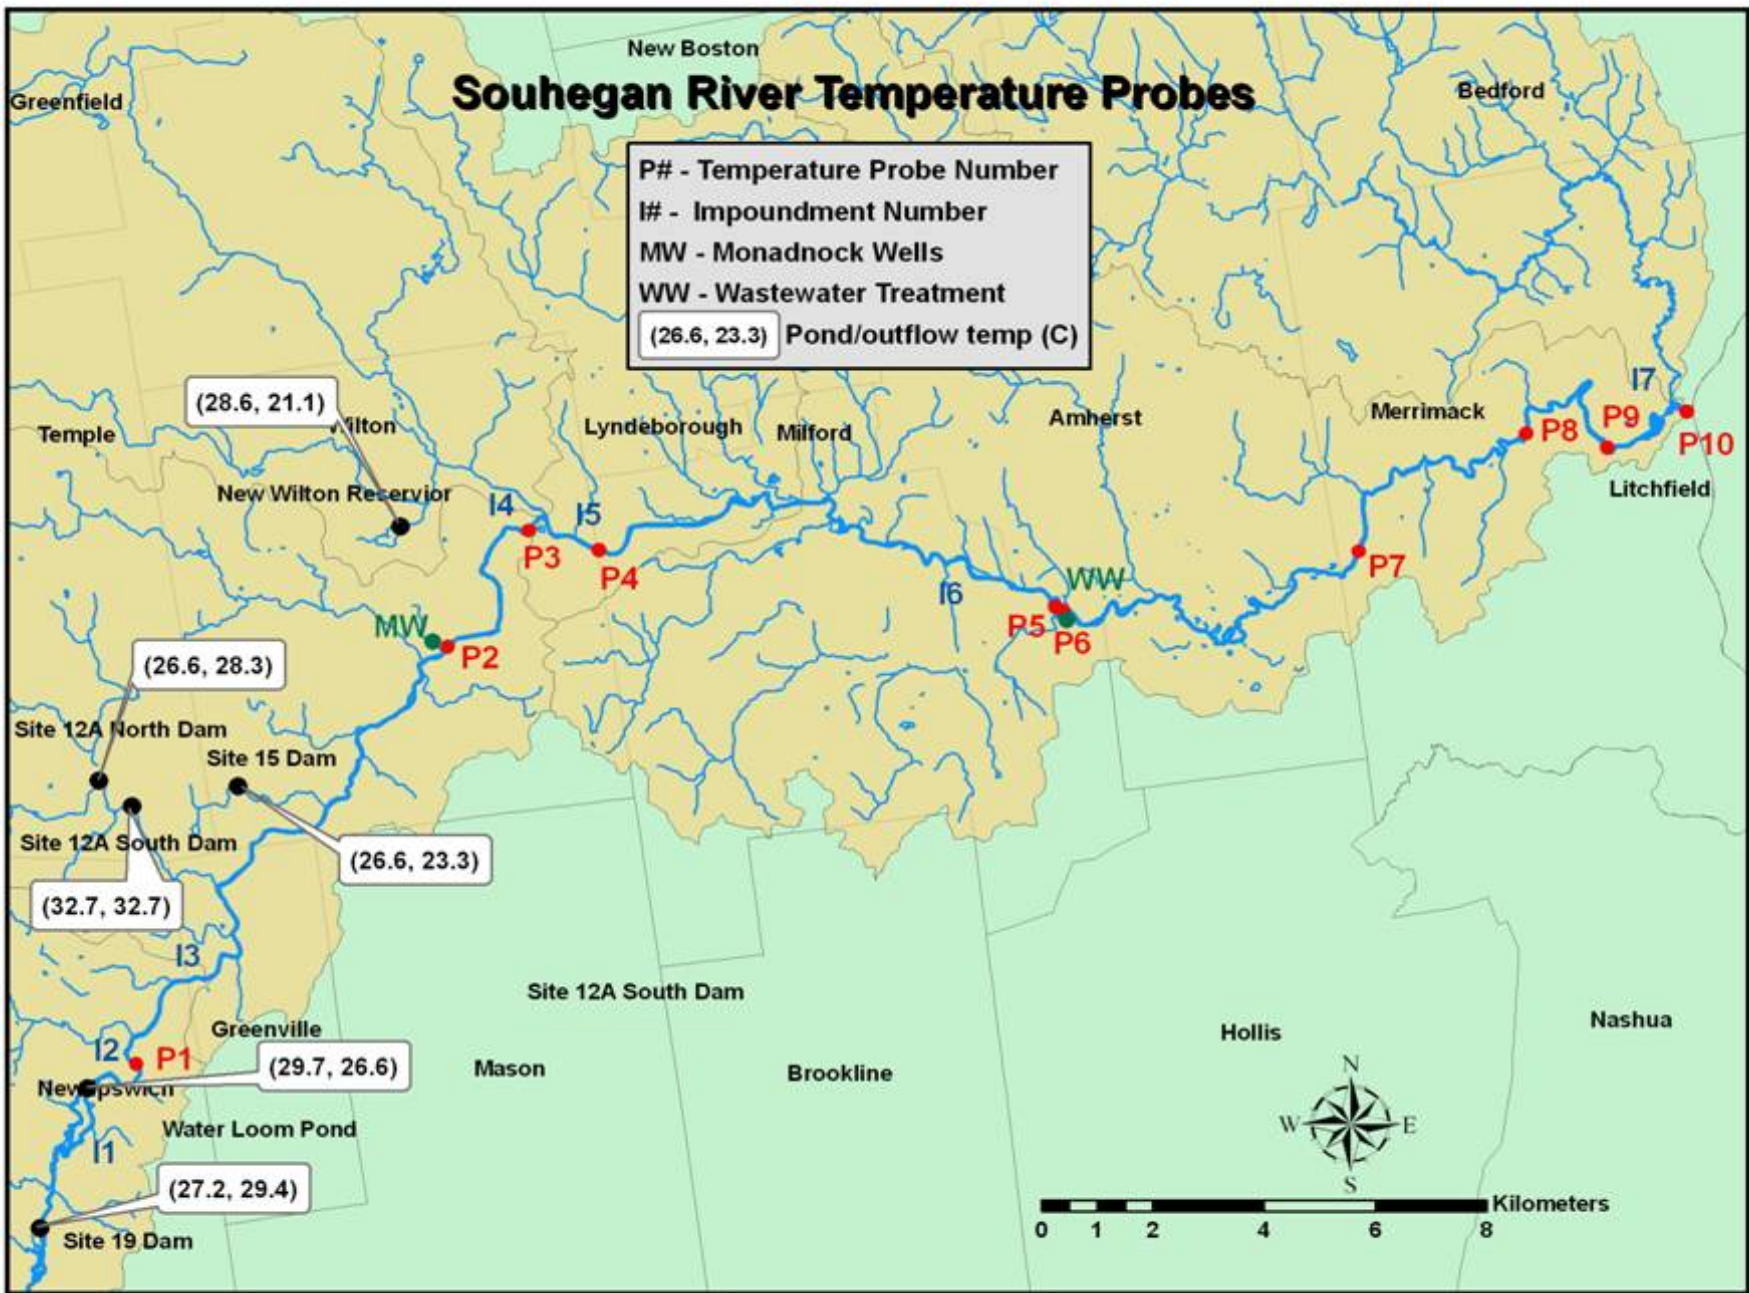 New Boston
Souhegan River Temperature Probes
Greenfield
Bedford
P# - Temperature Probe Number
I# - Impoundment Number
MW - Monadnock Wells
WW - Wastewater Treatment
(26.6, 23.3) Pond/outflow temp (C)
(28.6, 21.1)
Temple
Wilton
Lyndeborough
Milford
Amherst
Merrimack
I7
P8
P9
P10
Litchfield
New Wilton Reservior
I4
I5
P3
P4
P7
I6
WW
P5
P6
MW
P2
(26.6, 28.3)
Site 12A North Dam
Site 15 Dam
Site 12A South Dam
(26.6, 23.3)
(32.7, 32.7)
I3
Site 12A South Dam
Greenville
Hollis
Nashua
I2
P1
(29.7, 26.6)
Mason
Brookline
New Ipswich
Water Loom Pond
I1
(27.2, 29.4)
Site 19 Dam
N
W
E
S
Kilometers
0 1 2 4 6 8